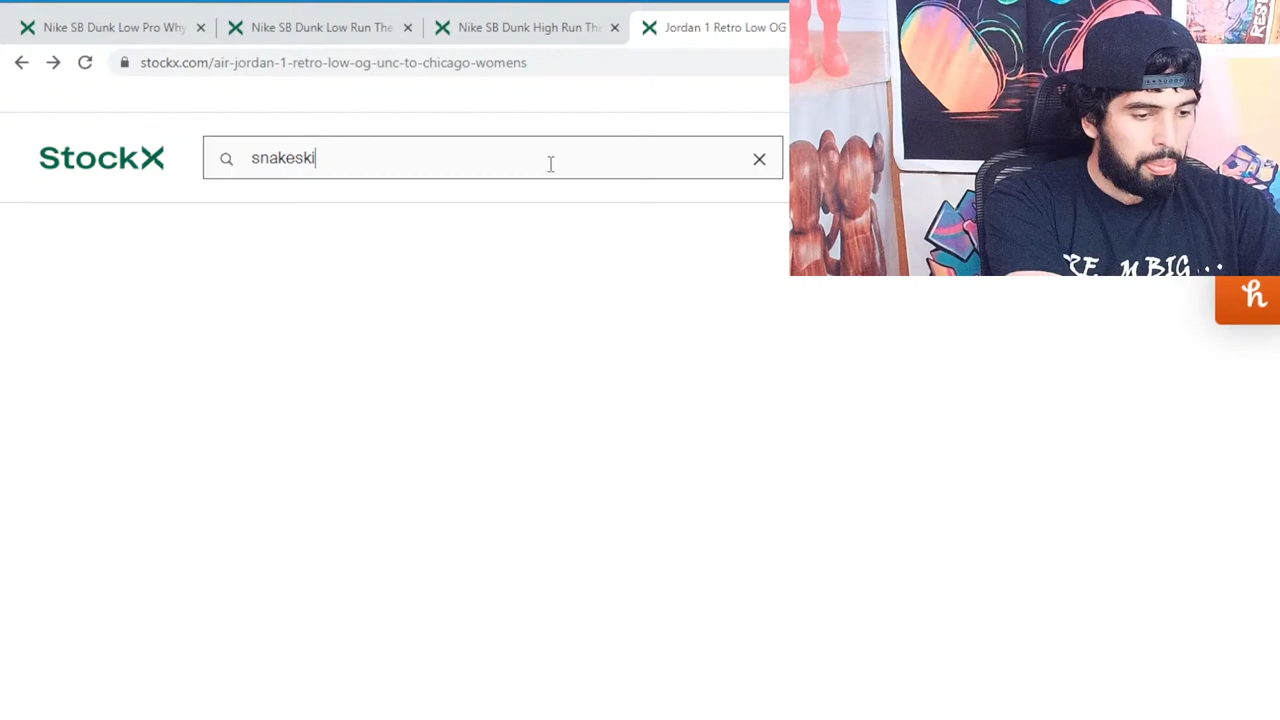 Nike SB Dunk Low Pro Why
Nike SB Dunk Low Run The
Nike SB Dunk High Run The
Jordan 1 Retro Low OG
stockx.com/air-jordan-1-retro-low-og-unc-to-chicago-womens
StockX
snakeski
BIG...
h